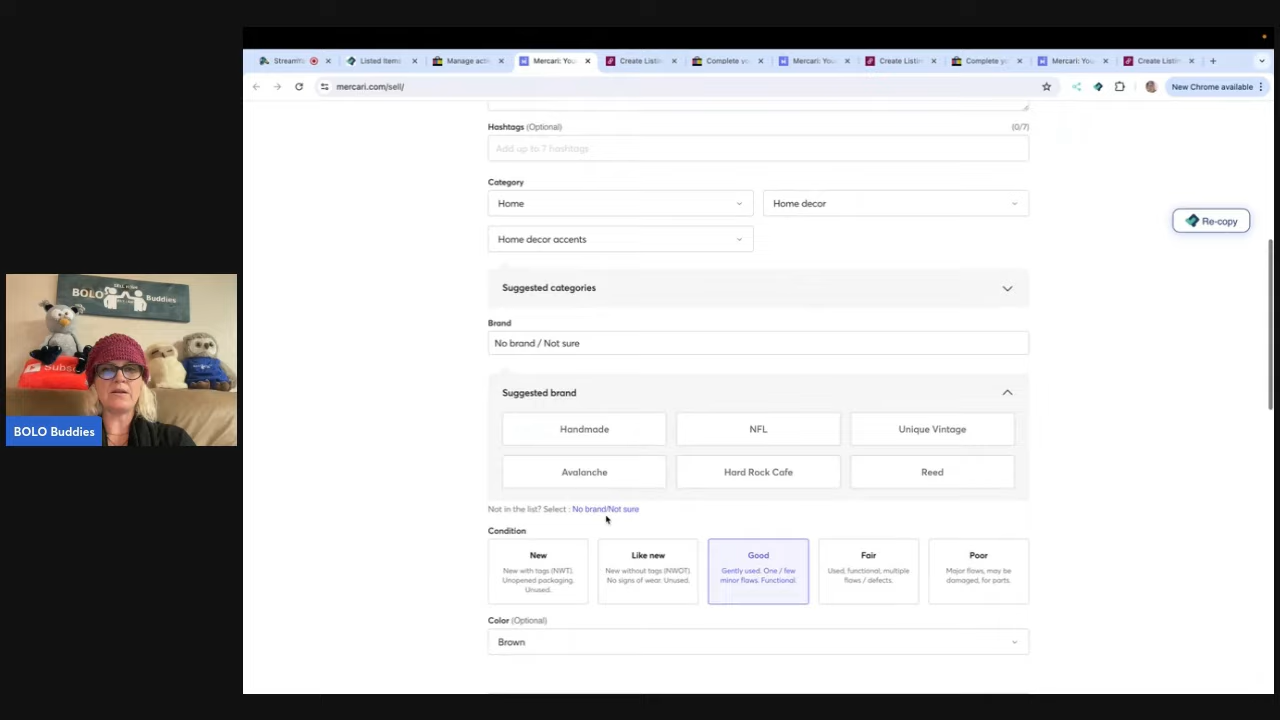 StreamYa
Listed Items
Manage activ
Mercari: You
Create Listin
Complete yo
Mercari: You
Create Listin
Complete yo
Mercari: You
Create Listin
mercari.com/sell/
New Chrome available
Hashtags (Optional)
(0/7)
Add up to 7 hashtags
Category
Home
Home decor
Re-copy
Home decor accents
Suggested categories
Brand
No brand / Not sure
Suggested brand
Handmade
NFL
Unique Vintage
Avalanche
Hard Rock Cafe
Reed
Not in the list? Select : No brand/Not sure
Condition
New
Like new
Good
Fair
Poor
New with tags (NWT). Unopened packaging. Unused.
New without tags (NWOT). No signs of wear. Unused.
Gently used. One / few minor flaws. Functional.
Used, functional, multiple flaws / defects.
Major flaws, may be damaged, for parts.
Color (Optional)
Brown
BOLO Buddies
Subs
BOLO Buddies